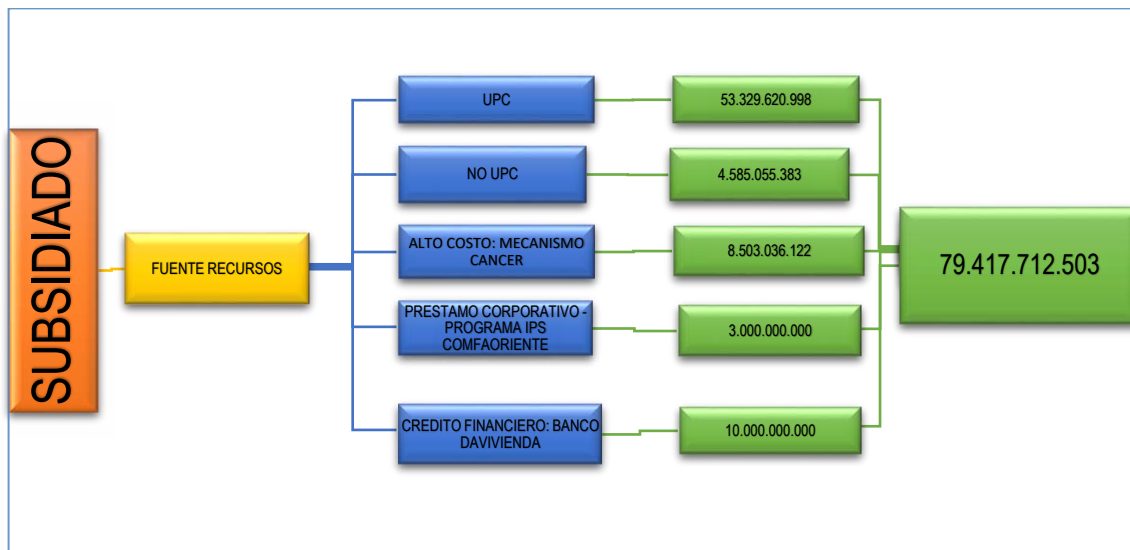 SUBSIDIADO
FUENTE RECURSOS
UPC
53.329.620.998
NO UPC
4.585.055.383
ALTO COSTO: MECANISMO
CANCER
8.503.036.122
PRESTAMO CORPORATIVO -
PROGRAMA IPS
COMFAORIENTE
3.000.000.000
CREDITO FINANCIERO: BANCO
DAVIVIENDA
10.000.000.000
79.417.712.503